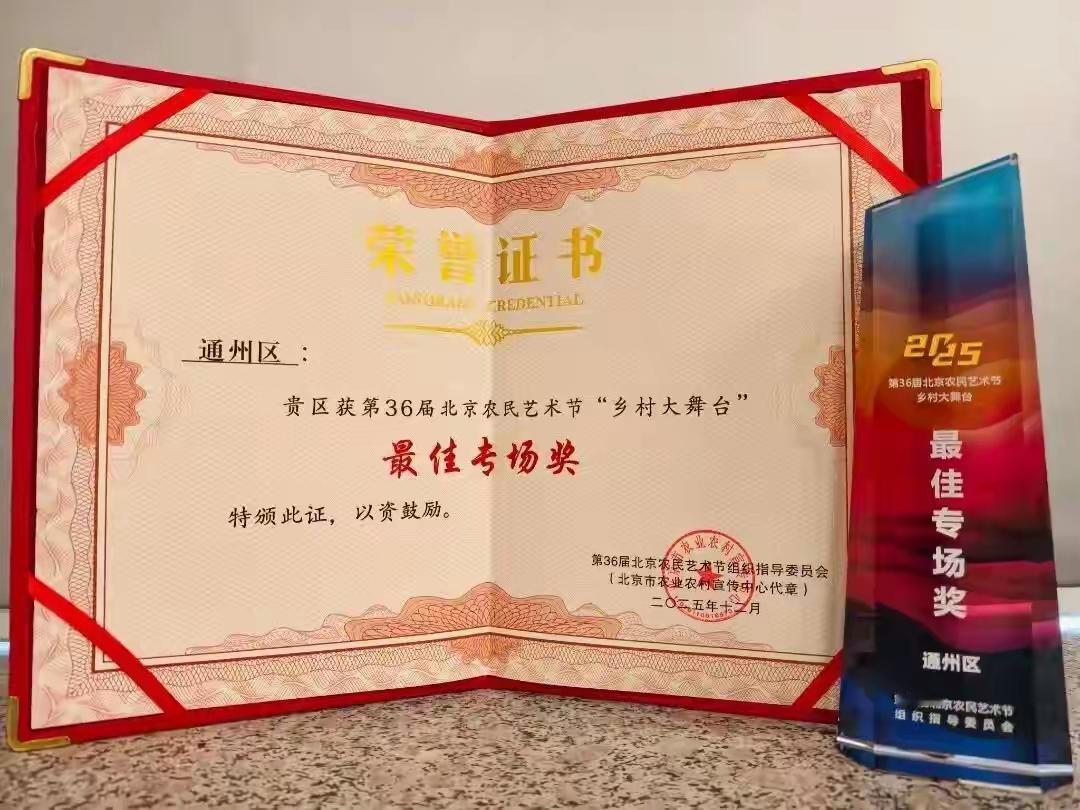 荣誉证书
CREDENTIAL
通州区：
贵区获第36届北京农民艺术节“乡村大舞台”
最佳专场奖
特颁此证，以资鼓励。
第36届北京农民艺术节组织指导委员会
（北京市农业农村宣传中心代章）
二〇二五年十二月
2025
第36届北京农民艺术节
乡村大舞台
最佳专场奖
通州区
北京农民艺术节
组织指导委员会